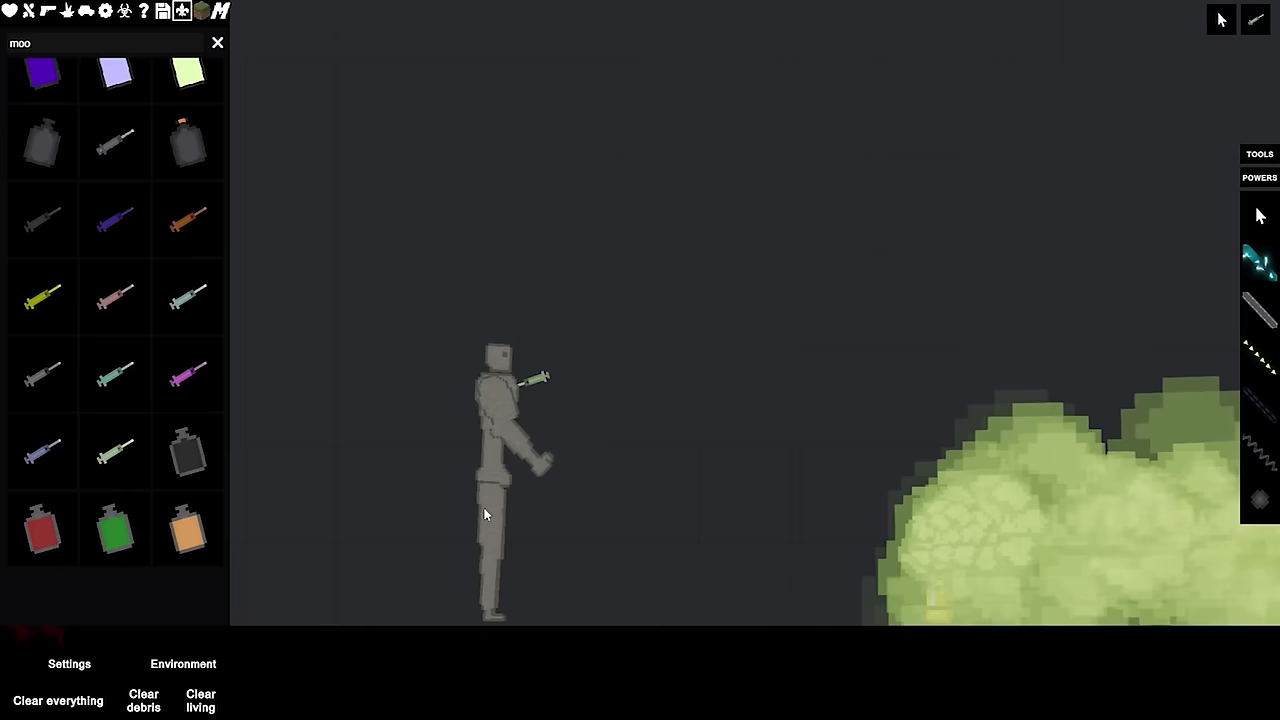 moo
TOOLS
POWERS
Settings
Environment
Clear everything
Clear debris
Clear living